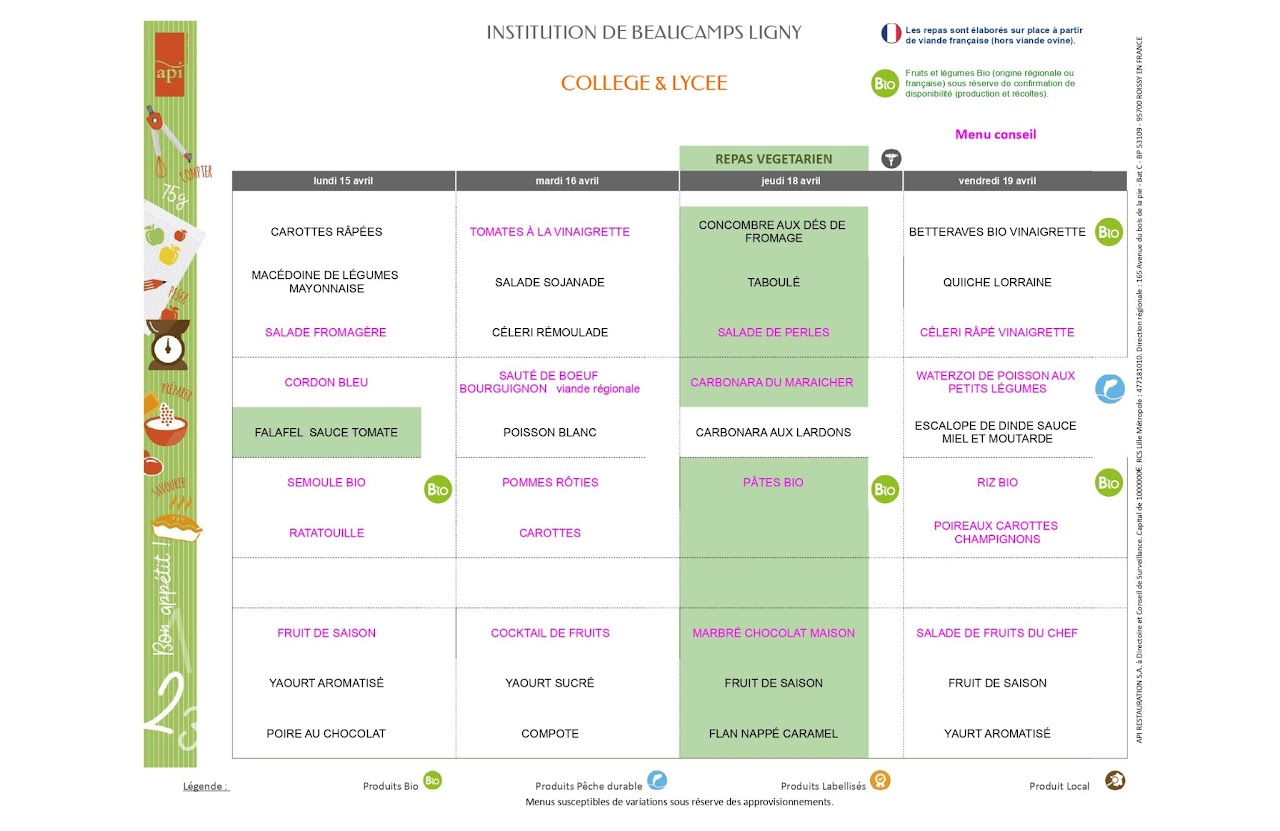 INSTITUTION DE BEAUCAMPS LIGNY
COLLEGE & LYCEE
Les repas sont élaborés sur place à partir
de viande française (hors viande ovine).
Bio
Fruits et légumes Bio (origine régionale ou
française) sous réserve de confirmation de
disponibilité (production et récoltes).
Menu conseil
REPAS VEGETARIEN
api
COMPTER
75g
PESER
PRÉPARER
SAVOURER
Bon appétit !
1
2
3
lundi 15 avril
mardi 16 avril
jeudi 18 avril
vendredi 19 avril
CAROTTES RÂPÉES
TOMATES À LA VINAIGRETTE
CONCOMBRE AUX DÉS DE
FROMAGE
BETTERAVES BIO VINAIGRETTE
Bio
MACÉDOINE DE LÉGUMES
MAYONNAISE
SALADE SOJANADE
TABOULÉ
QUIICHE LORRAINE
SALADE FROMAGÈRE
CÉLERI RÉMOULADE
SALADE DE PERLES
CÉLERI RÂPÉ VINAIGRETTE
CORDON BLEU
SAUTÉ DE BOEUF
BOURGUIGNON viande régionale
CARBONARA DU MARAICHER
WATERZOI DE POISSON AUX
PETITS LÉGUMES
FALAFEL SAUCE TOMATE
POISSON BLANC
CARBONARA AUX LARDONS
ESCALOPE DE DINDE SAUCE
MIEL ET MOUTARDE
SEMOULE BIO
Bio
POMMES RÔTIES
PÂTES BIO
Bio
RIZ BIO
Bio
RATATOUILLE
CAROTTES
POIREAUX CAROTTES
CHAMPIGNONS
FRUIT DE SAISON
COCKTAIL DE FRUITS
MARBRÉ CHOCOLAT MAISON
SALADE DE FRUITS DU CHEF
YAOURT AROMATISÉ
YAOURT SUCRÉ
FRUIT DE SAISON
FRUIT DE SAISON
POIRE AU CHOCOLAT
COMPOTE
FLAN NAPPÉ CARAMEL
YAURT AROMATISÉ
API RESTAURATION S.A. à Directoire et Conseil de Surveillance. Capital de 1000000€. RCS Lille Métropole : 477181010. Direction régionale : 165 Avenue du bois de la pie - Bat C - BP 53109 - 95700 ROISSY EN FRANCE
Légende :
Produits Bio
Bio
Produits Pêche durable
Produits Labellisés
Produit Local
Menus susceptibles de variations sous réserve des approvisionnements.